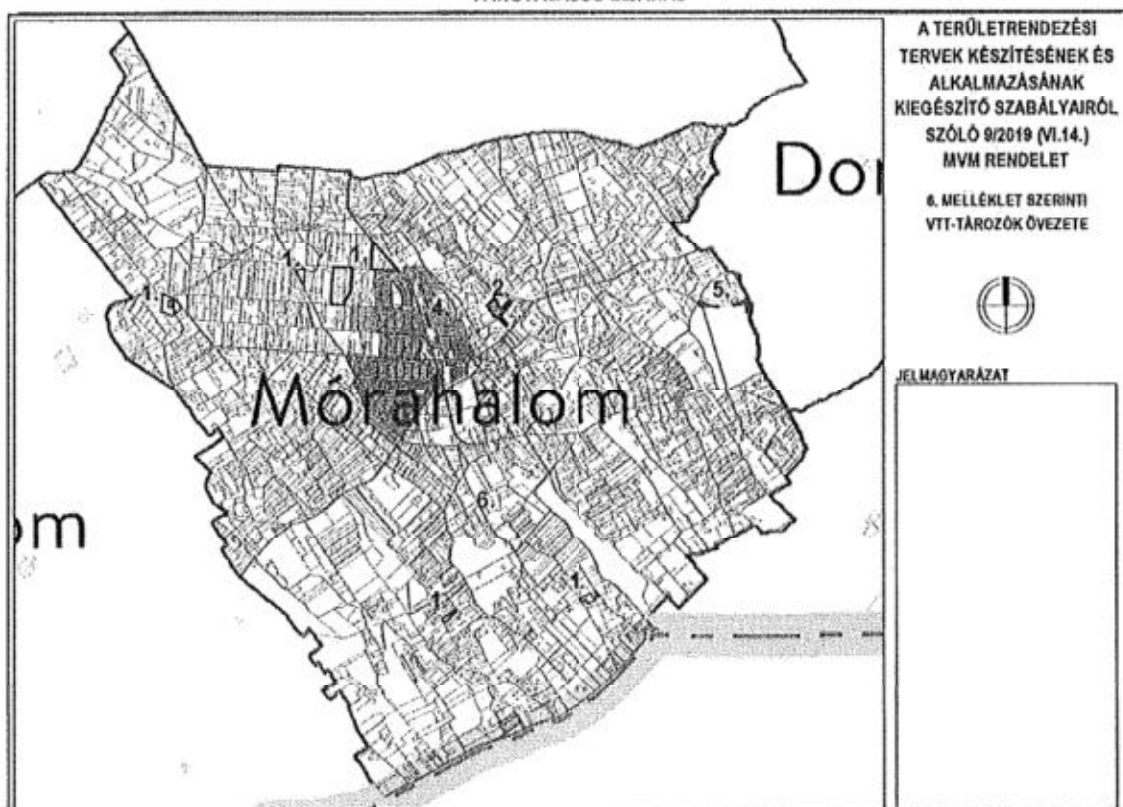 A TERÜLETRENDEZÉSI
TERVEK KÉSZÍTÉSÉNEK ÉS
ALKALMAZÁSÁNAK
KIEGÉSZÍTŐ SZABÁLYAIRÓL
SZÓLÓ 9/2019 (VI.14.)
MVM RENDELET
6. MELLÉKLET SZERINTI
VTT-TÁROZÓK ÖVEZETE
JELMAGYARÁZAT
Dor
1.
1.
1.
2.
4.
5.
Mórahalom
6.
om
1.
1.